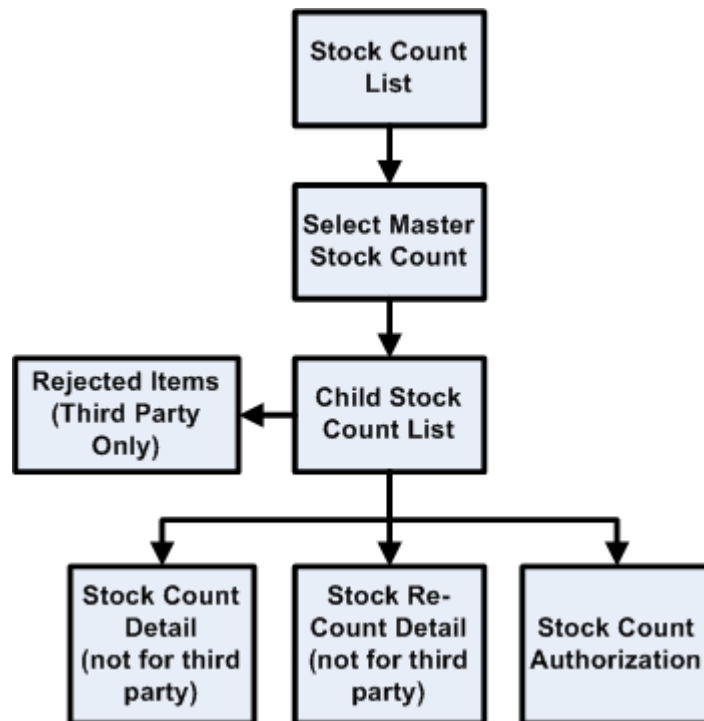 Stock Count
List
Select Master
Stock Count
Rejected Items
(Third Party
Only)
Child Stock
Count List
Stock Count
Detail
(not for third
party)
Stock Re-
Count Detail
(not for third
party)
Stock Count
Authorization